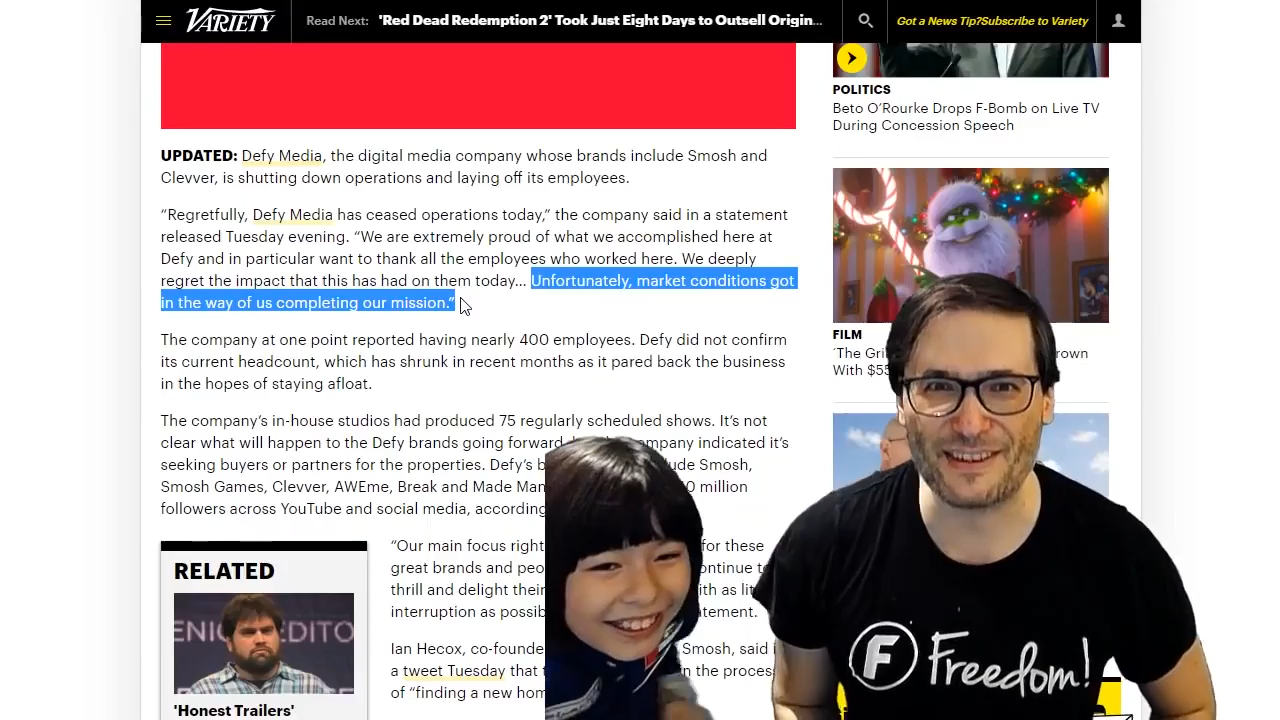 VARIETY
Read Next: 'Red Dead Redemption 2' Took Just Eight Days to Outsell Origin...
Got a News Tip?Subscribe to Variety
UPDATED: Defy Media, the digital media company whose brands include Smosh and
Clevver, is shutting down operations and laying off its employees.
“Regretfully, Defy Media has ceased operations today,” the company said in a statement
released Tuesday evening. “We are extremely proud of what we accomplished here at
Defy and in particular want to thank all the employees who worked here. We deeply
regret the impact that this has had on them today… Unfortunately, market conditions got
in the way of us completing our mission.”
The company at one point reported having nearly 400 employees. Defy did not confirm
its current headcount, which has shrunk in recent months as it pared back the business
in the hopes of staying afloat.
The company’s in-house studios had produced 75 regularly scheduled shows. It’s not
clear what will happen to the Defy brands going forward company indicated it’s
seeking buyers or partners for the properties. Defy’s Smosh,
Smosh Games, Clevver, AWEme, Break and Made million
followers across YouTube and social media, according
“Our main focus right for these
great brands and continue to
thrill and delight their with as
interruption as statement.
Ian Hecox, Smosh, said
a tweet Tuesday that in the process
of “finding a new
RELATED
'Honest Trailers'
POLITICS
Beto O’Rourke Drops F-Bomb on Live TV
During Concession Speech
FILM
‘The
With
F Freedom!